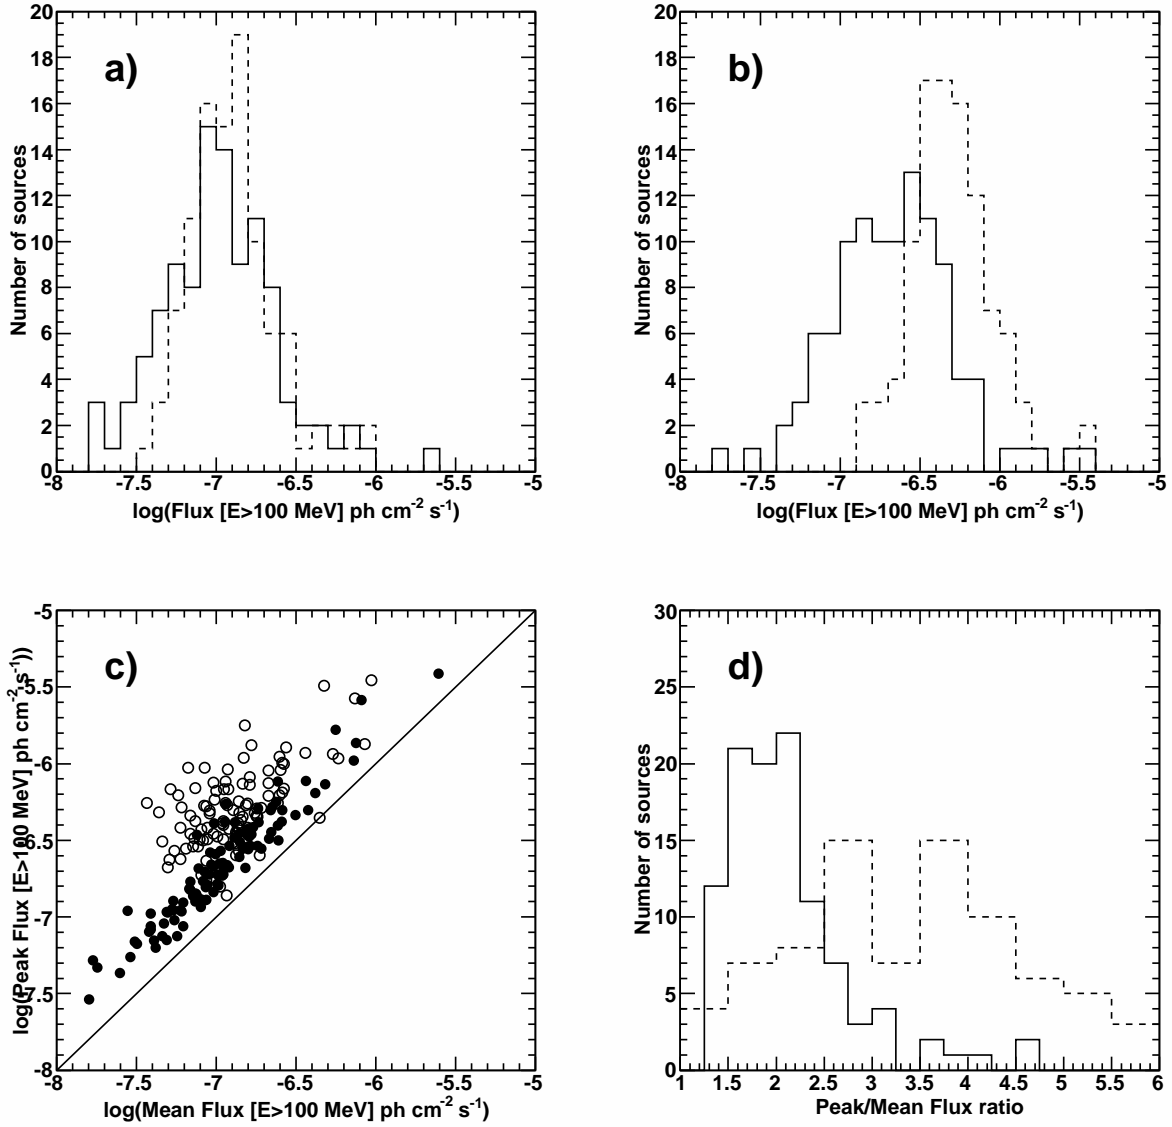 a)
Number of sources
20
18
16
14
12
10
8
6
4
2
0
-8 -7.5 -7 -6.5 -6 -5.5 -5
log(Flux [E>100 MeV] ph cm-2 s-1)
b)
Number of sources
20
18
16
14
12
10
8
6
4
2
0
-8 -7.5 -7 -6.5 -6 -5.5 -5
log(Flux [E>100 MeV] ph cm-2 s-1)
c)
log(Peak Flux [E>100 MeV] ph cm-2 s-1))
-5
-5.5
-6
-6.5
-7
-7.5
-8
-8 -7.5 -7 -6.5 -6 -5.5 -5
log(Mean Flux [E>100 MeV] ph cm-2 s-1)
d)
Number of sources
30
25
20
15
10
5
0
1 1.5 2 2.5 3 3.5 4 4.5 5 5.5 6
Peak/Mean Flux ratio